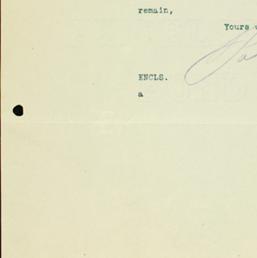 remain,
Yours
ENCLS.
a